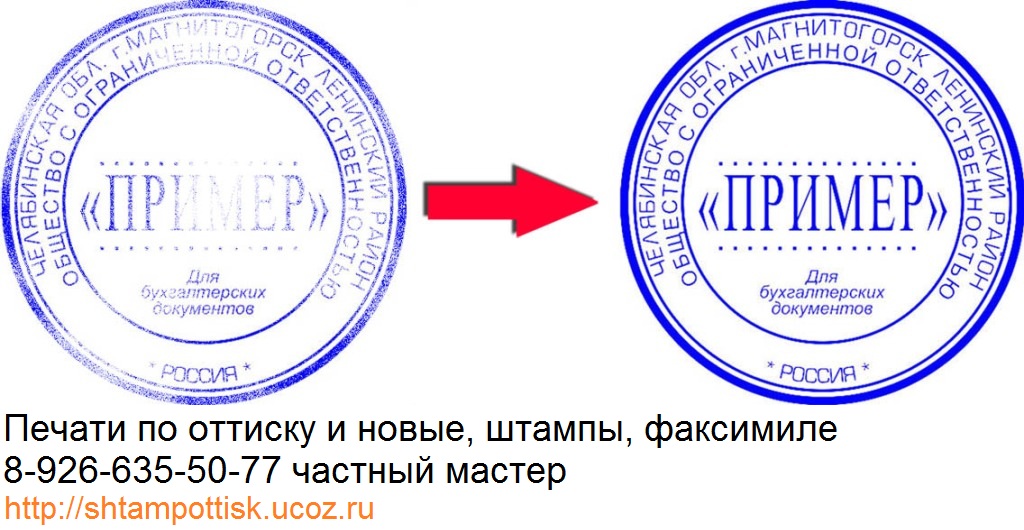 ЧЕЛЯБИНСКАЯ ОБЛ. г.МАГНИТОГОРСК ЛЕНИНСКИЙ РАЙОН
ОБЩЕСТВО С ОГРАНИЧЕННОЙ ОТВЕТСТВЕННОСТЬЮ
«ПРИМЕР»
Для
бухгалтерских
документов
* РОССИЯ *
ЧЕЛЯБИНСКАЯ ОБЛ. г.МАГНИТОГОРСК ЛЕНИНСКИЙ РАЙОН
ОБЩЕСТВО С ОГРАНИЧЕННОЙ ОТВЕТСТВЕННОСТЬЮ
«ПРИМЕР»
Для
бухгалтерских
документов
* РОССИЯ *
Печати по оттиску и новые, штампы, факсимиле
8-926-635-50-77 частный мастер
http://shtampottisk.ucoz.ru